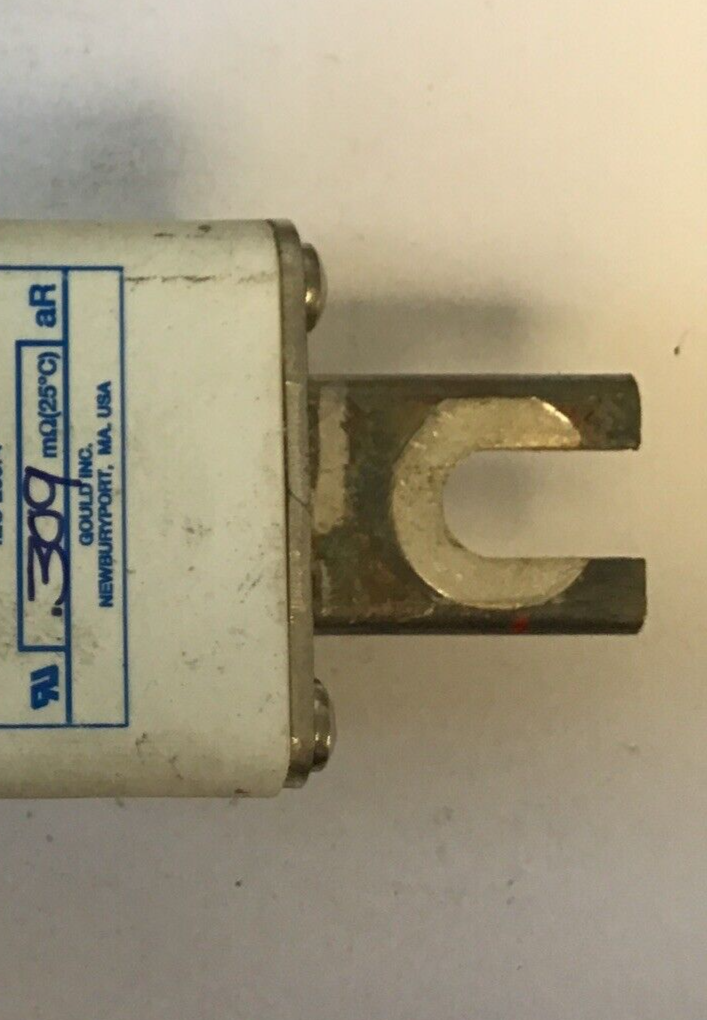 aR
.309 mΩ(25°C)
GOULD INC.
NEWBURYPORT, MA. USA